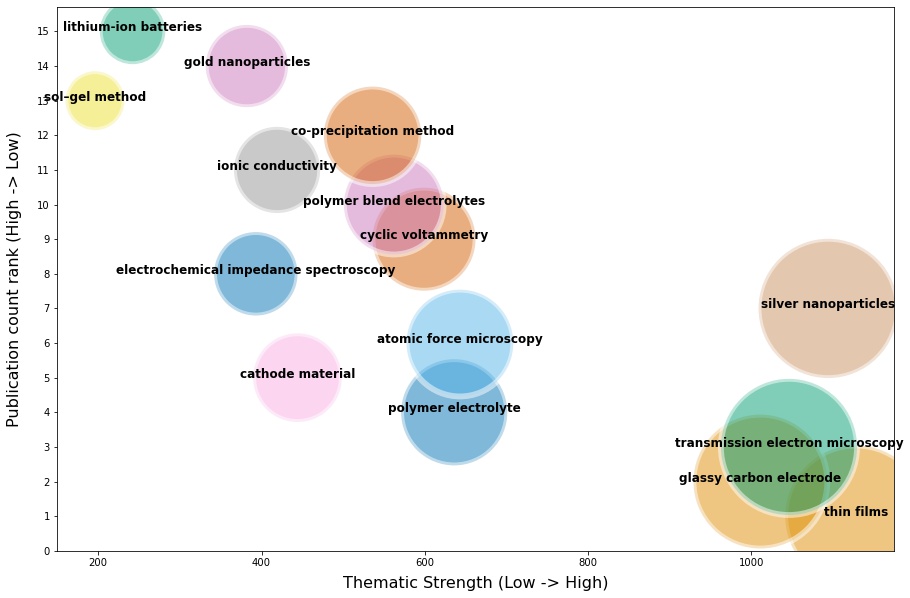 lithium-ion batteries
gold nanoparticles
sol–gel method
co-precipitation method
ionic conductivity
polymer blend electrolytes
cyclic voltammetry
electrochemical impedance spectroscopy
silver nanoparticles
atomic force microscopy
cathode material
polymer electrolyte
transmission electron microscopy
glassy carbon electrode
thin films
15
14
13
12
11
10
9
8
7
6
5
4
3
2
1
0
200
400
600
800
1000
Thematic Strength (Low -> High)
Publication count rank (High -> Low)